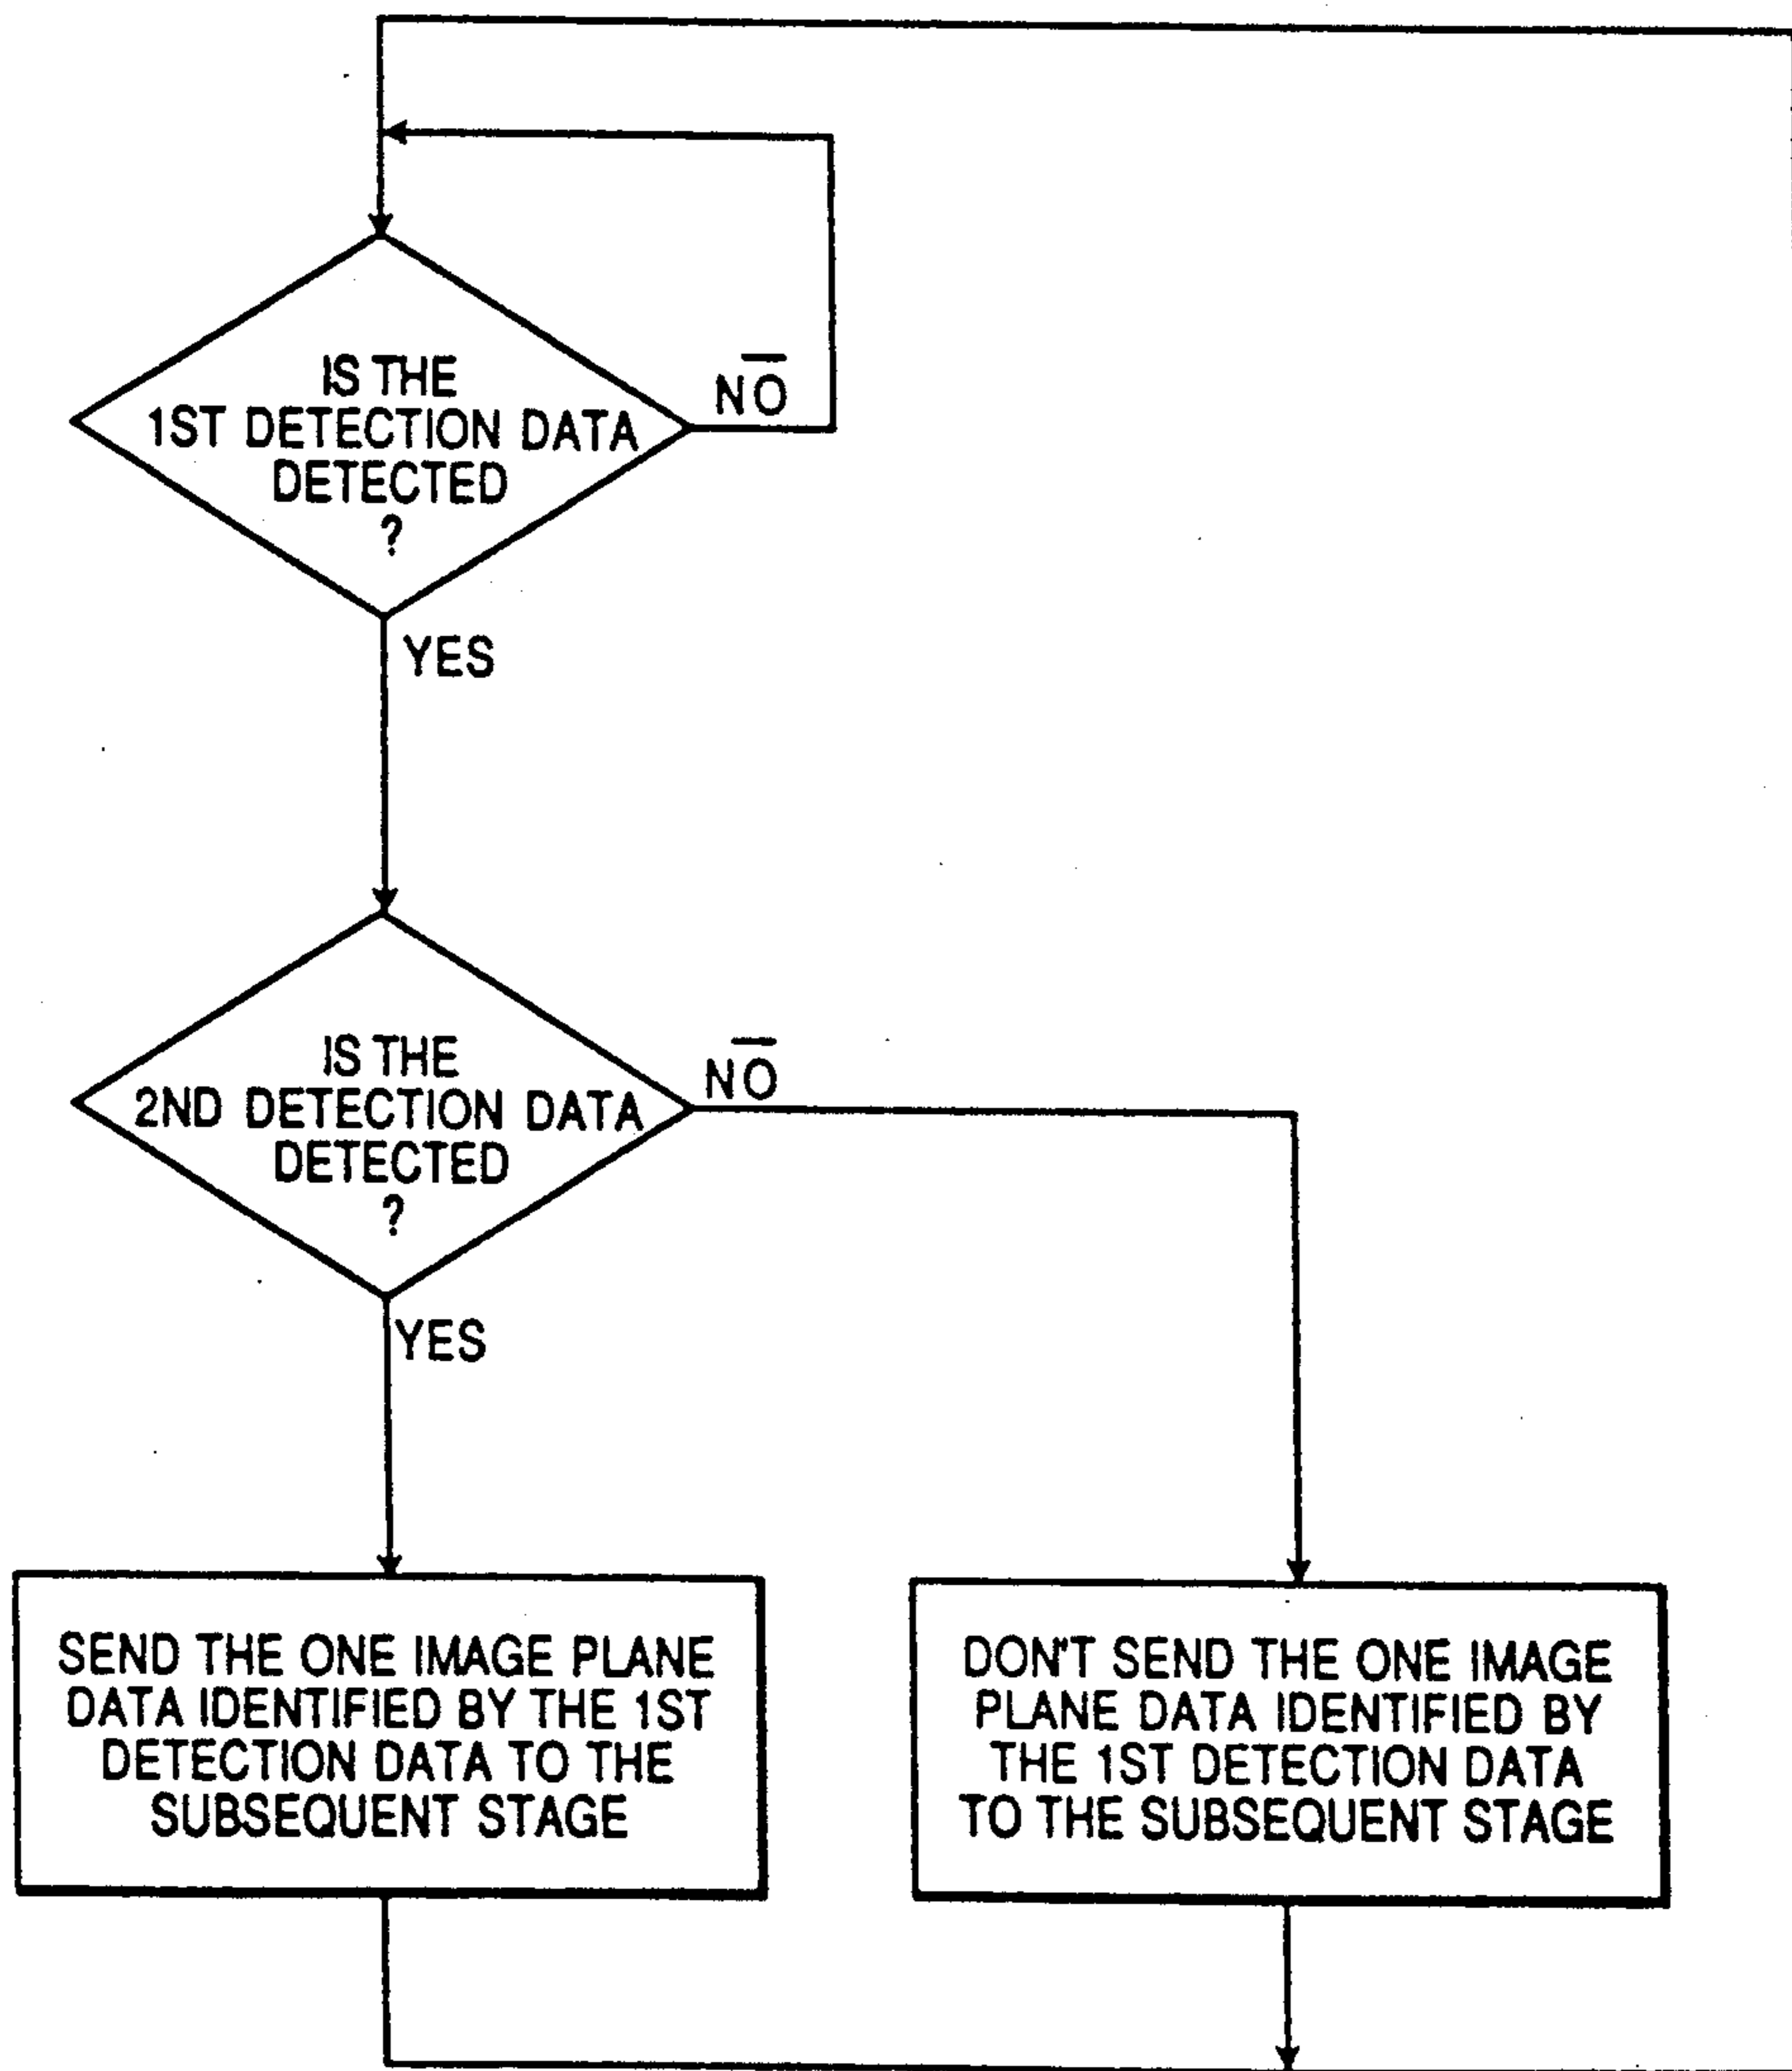 IS THE
1ST DETECTION DATA
DETECTED
?
NO
YES
IS THE
2ND DETECTION DATA
DETECTED
?
NO
YES
SEND THE ONE IMAGE PLANE
DATA IDENTIFIED BY THE 1ST
DETECTION DATA TO THE
SUBSEQUENT STAGE
DON'T SEND THE ONE IMAGE
PLANE DATA IDENTIFIED BY
THE 1ST DETECTION DATA
TO THE SUBSEQUENT STAGE